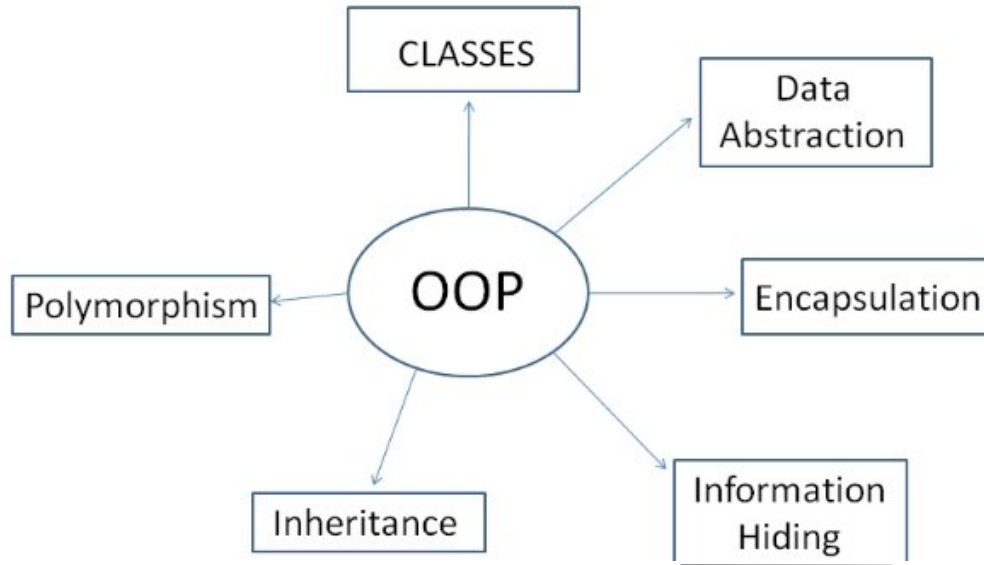 CLASSES
Data
Abstraction
OOP
Polymorphism
Encapsulation
Inheritance
Information
Hiding